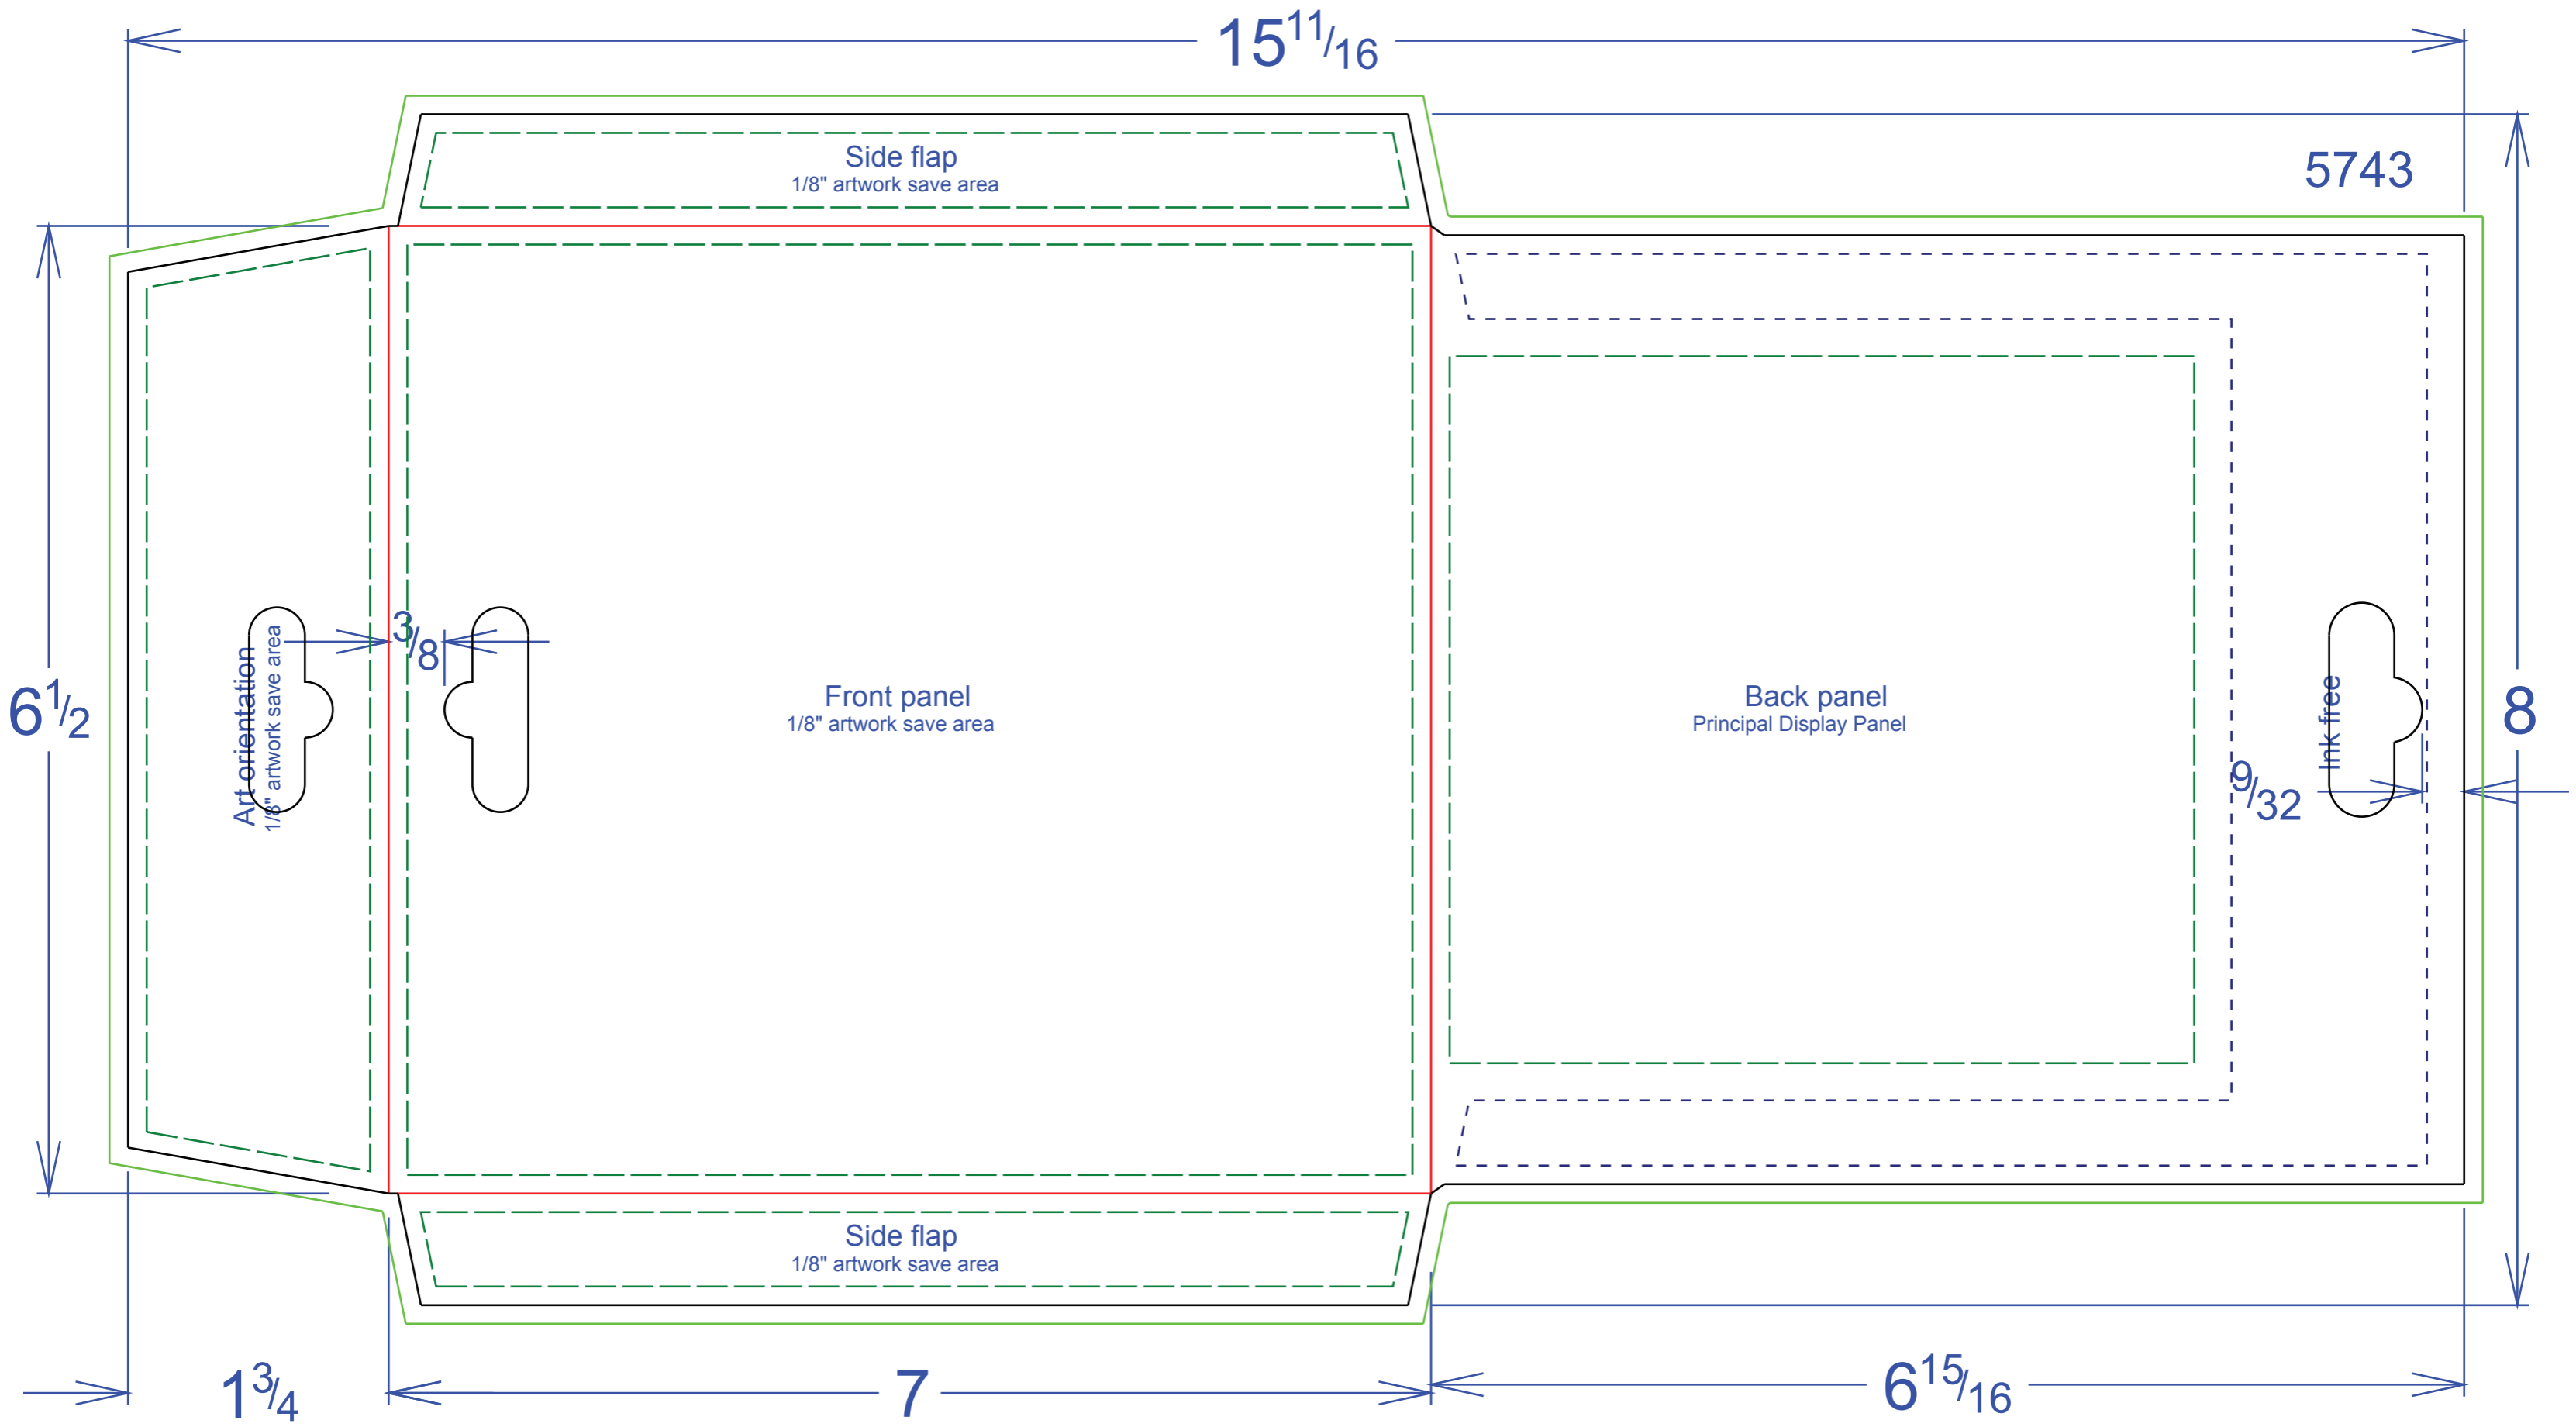 15 11/16
Side flap
1/8" artwork save area
5743
6 1/2
Art orientation
1/8" artwork save area
3/8
Front panel
1/8" artwork save area
Back panel
Principal Display Panel
Ink free
9/32
8
Side flap
1/8" artwork save area
1 3/4
7
6 15/16